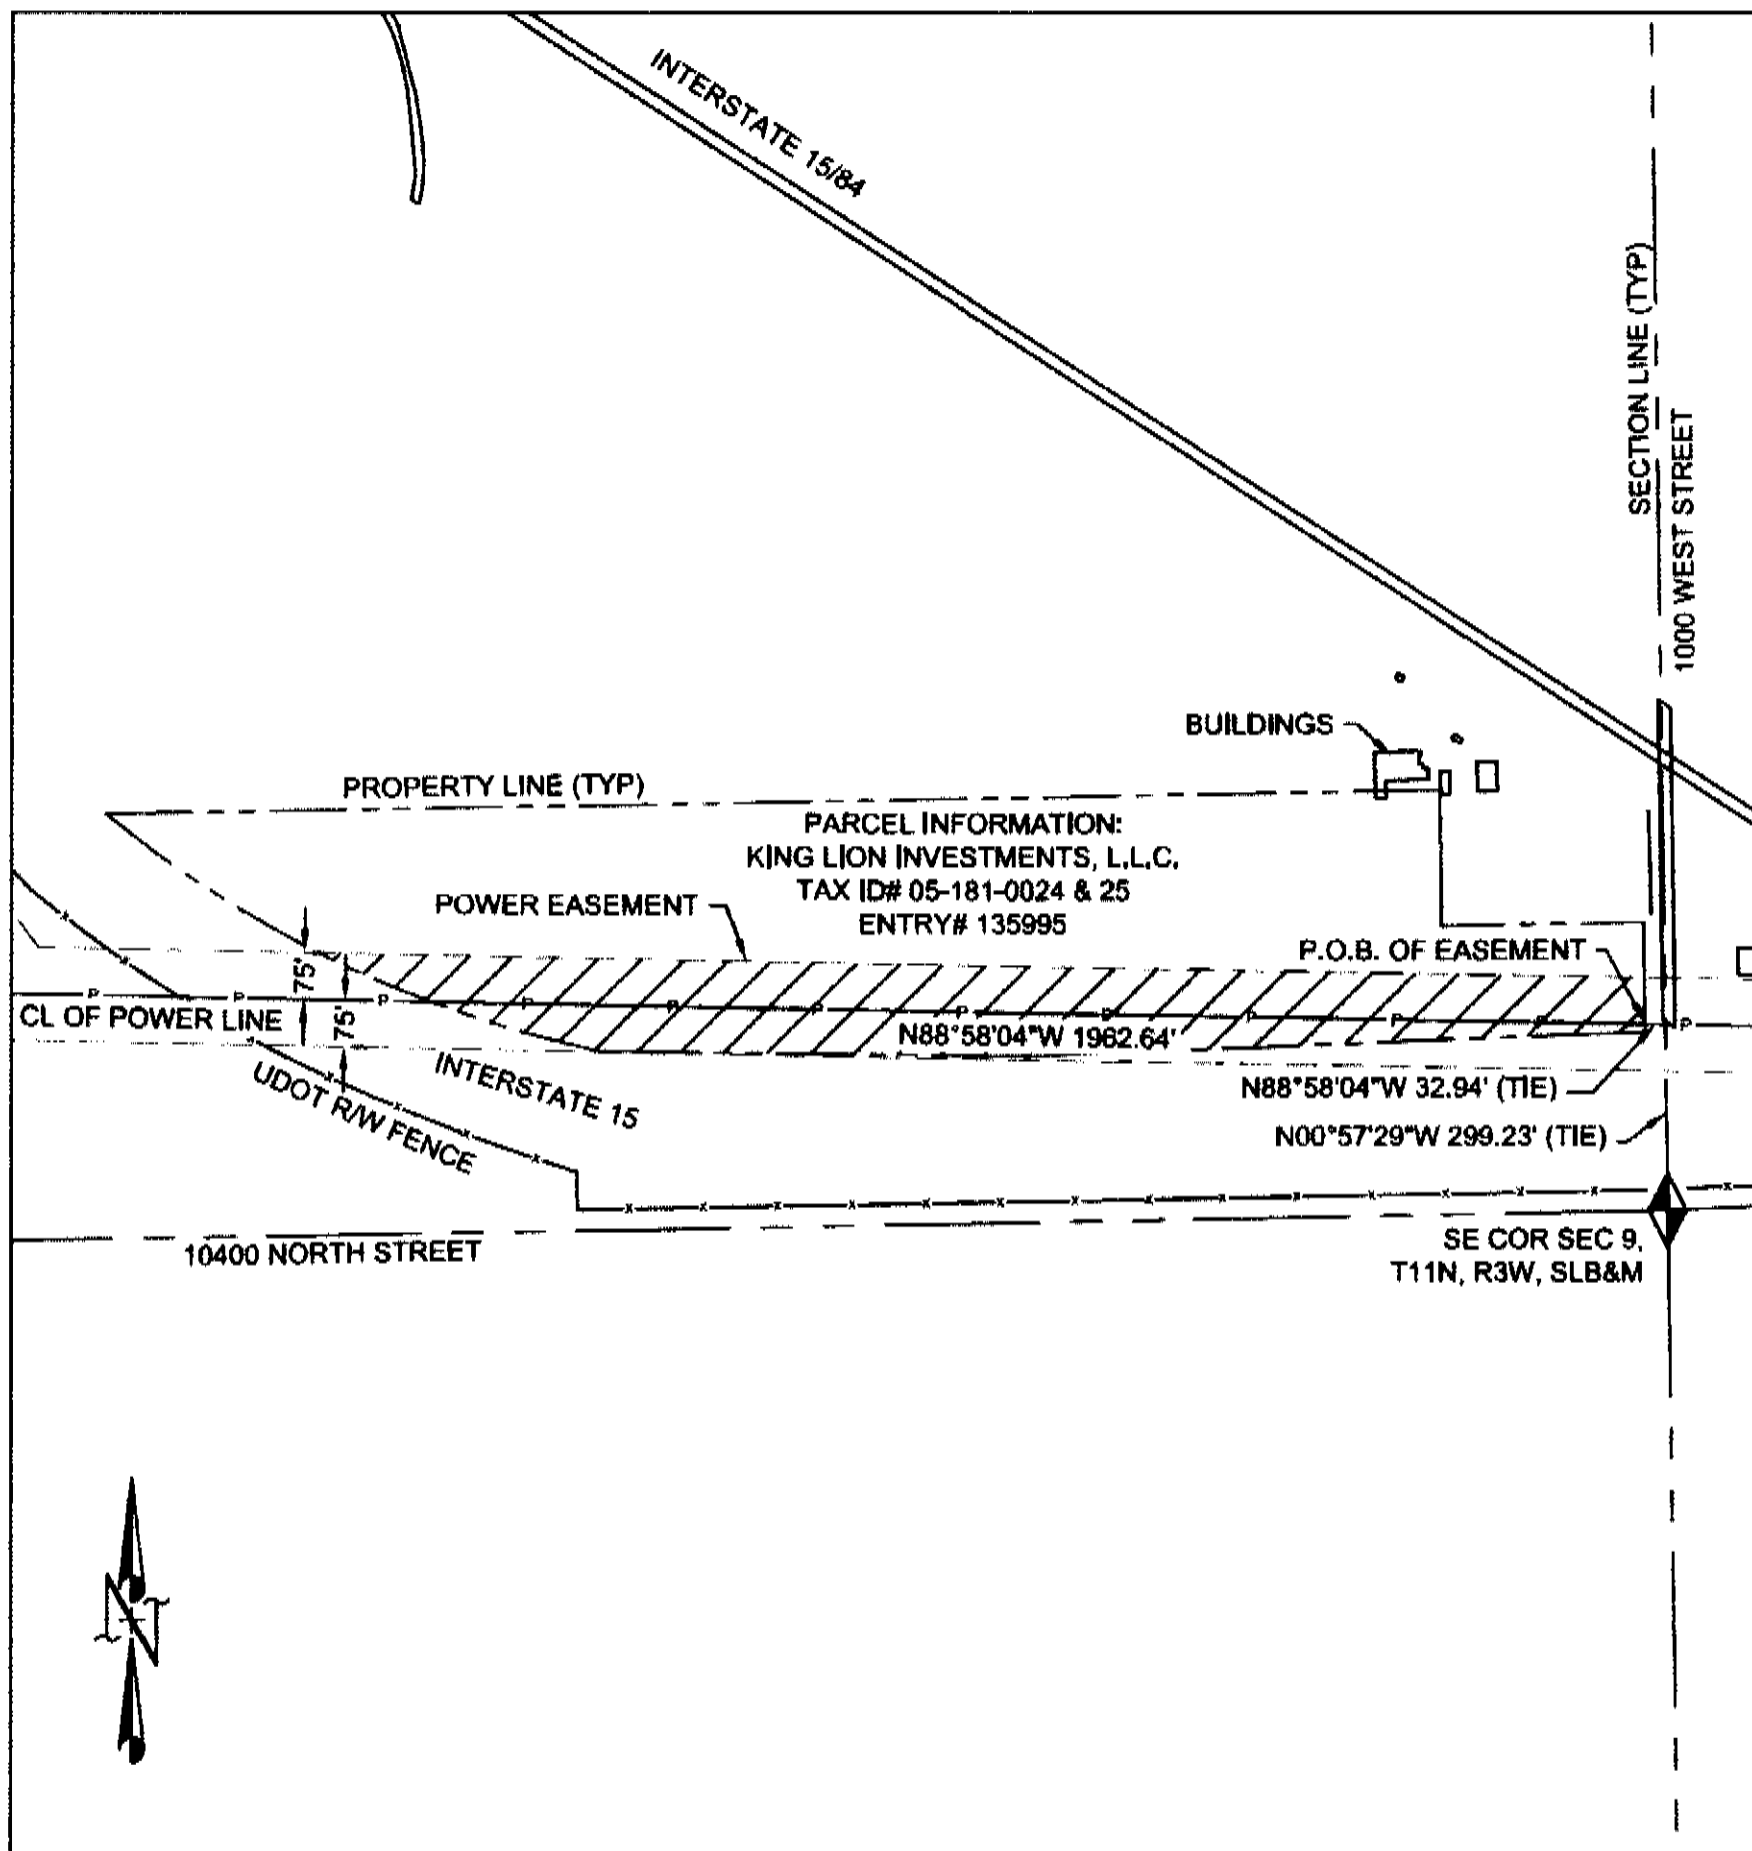 INTERSTATE 15/84
SECTION LINE (TYP)
1000 WEST STREET
BUILDINGS
PROPERTY LINE (TYP)
PARCEL INFORMATION:
KING LION INVESTMENTS, L.L.C.
TAX ID# 05-181-0024 & 25
ENTRY# 135995
POWER EASEMENT
P.O.B. OF EASEMENT
75'
75'
P P P P P P P P P P P P
CL OF POWER LINE
N88°58'04"W 1962.64'
INTERSTATE 15
UDOT R/W FENCE
N88°58'04"W 32.94' (TIE)
N00°57'29"W 299.23' (TIE)
10400 NORTH STREET
SE COR SEC 9,
T11N, R3W, SLB&M
N